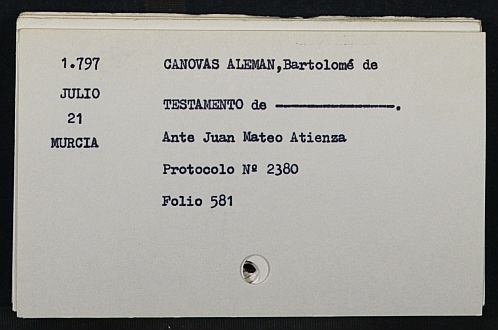 1.797 CANOVAS ALEMAN,Bartolomé de
JULIO
TESTAMENTO de ——————————.
21
MURCIA Ante Juan Mateo Atienza
Protocolo Nº 2380
Folio 581